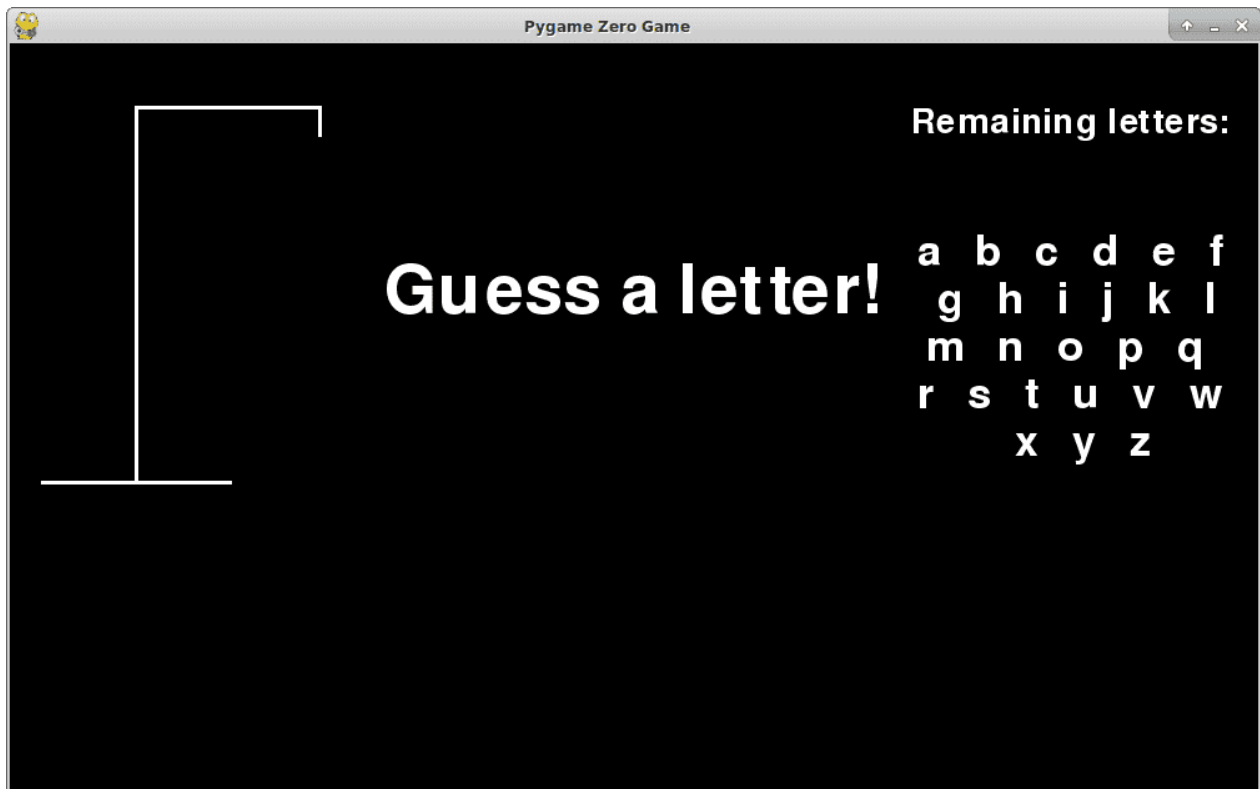 Pygame Zero Game
Remaining letters:
Guess a letter!
a b c d e f
g h i j k l
m n o p q
r s t u v w
x y z